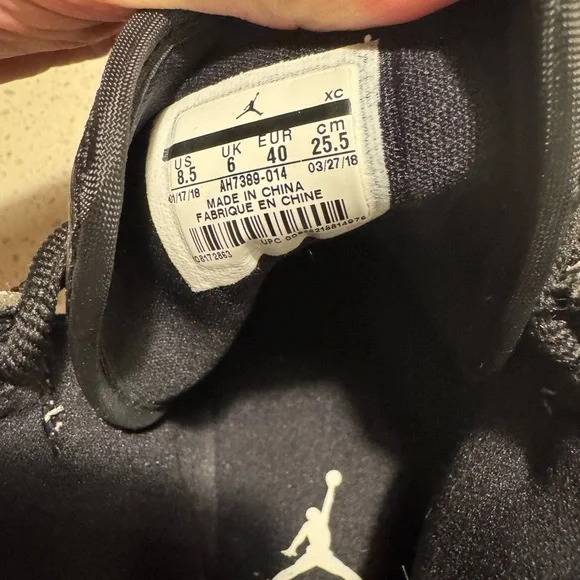 XC
US UK EUR cm
8.5 6 40 25.5
01/17/18 AH7389-014 03/27/18
MADE IN CHINA
FABRIQUE EN CHINE
UPC